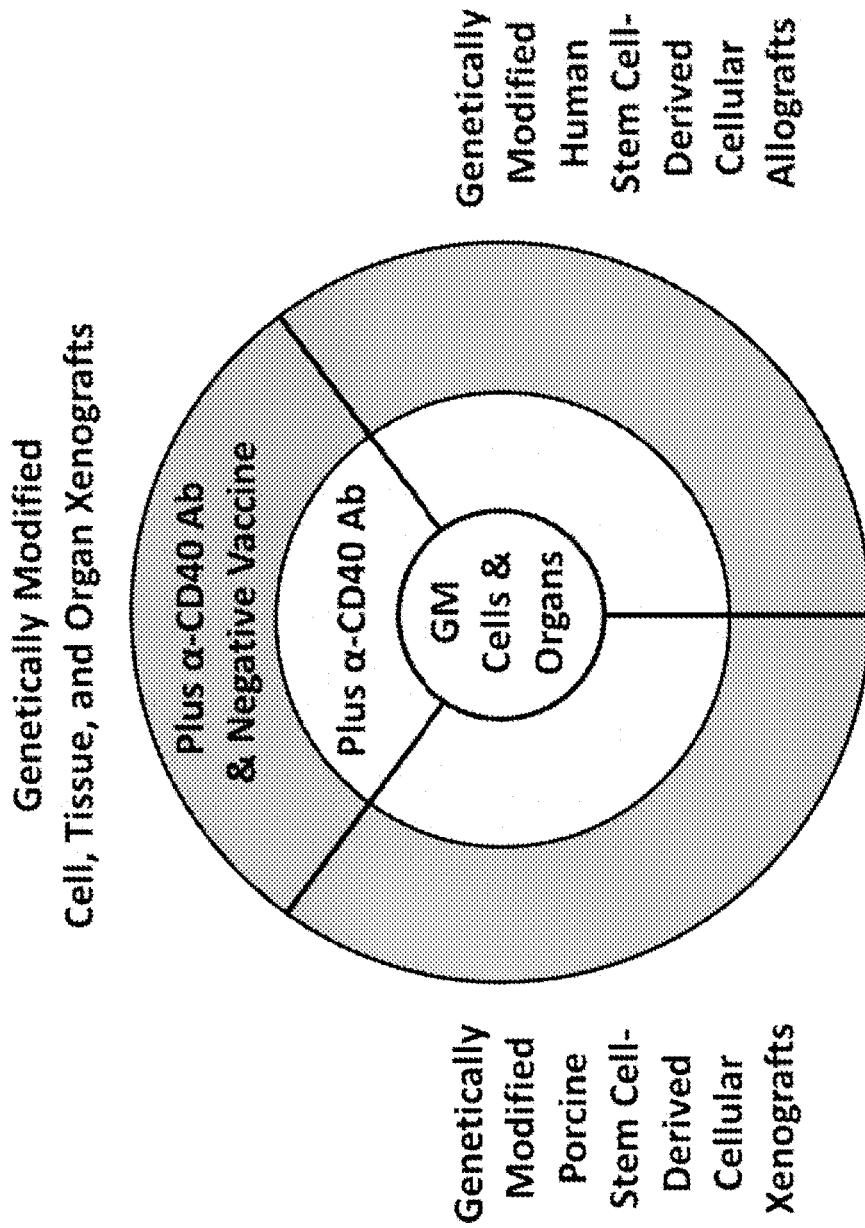 Genetically Modified
Cell, Tissue, and Organ Xenografts
Plus α-CD40 Ab
& Negative Vaccine
Plus α-CD40 Ab
GM
Cells &
Organs
Genetically
Modified
Porcine
Stem Cell-
Derived
Cellular
Xenografts
Genetically
Modified
Human
Stem Cell-
Derived
Cellular
Allografts